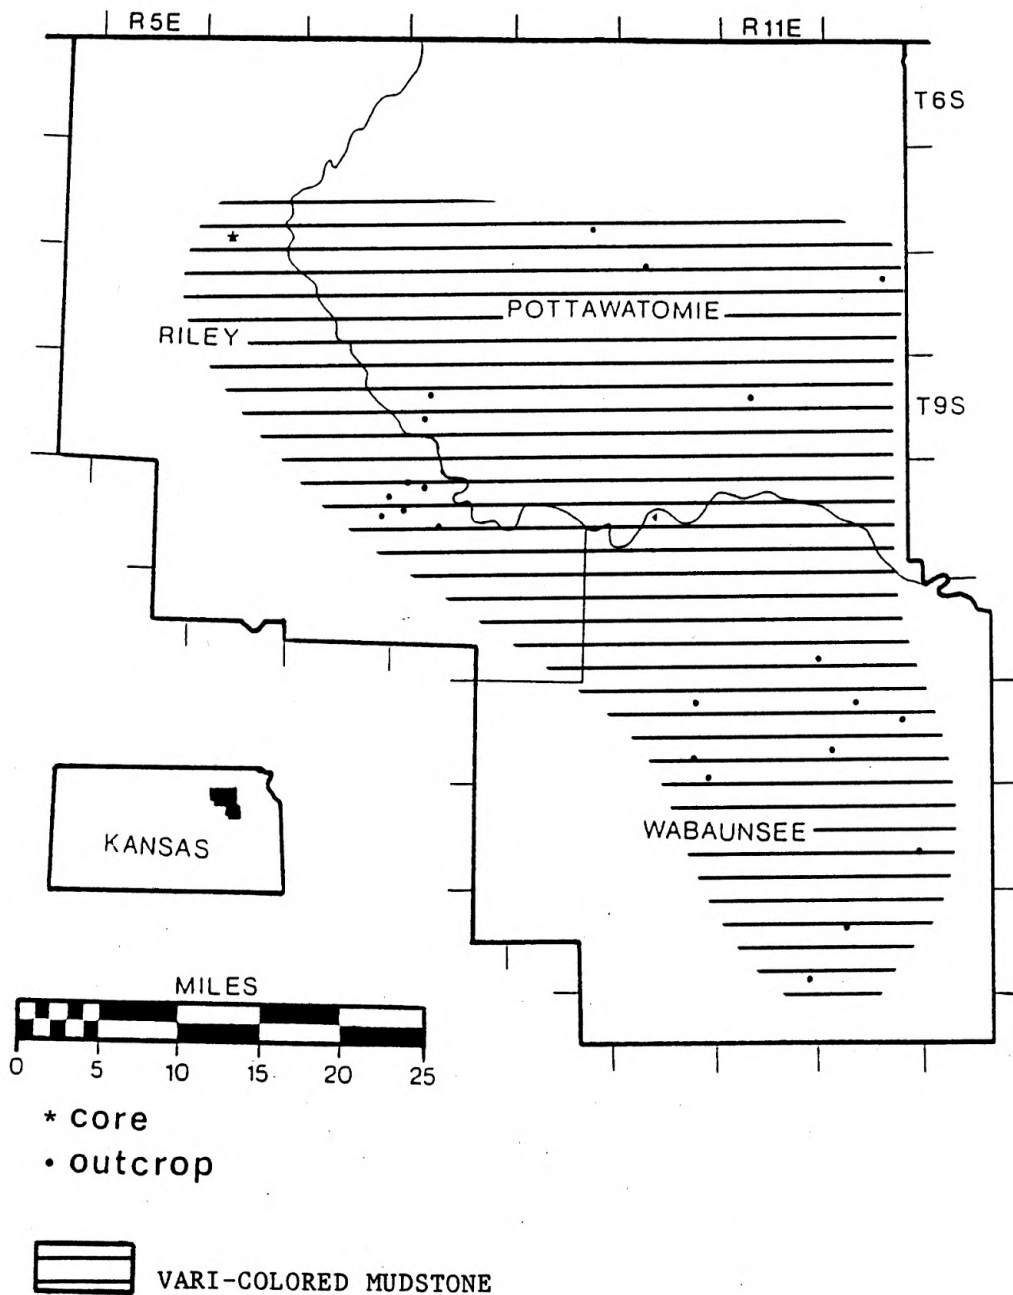 R5E R11E
T6S
POTTAWATOMIE
RILEY
T9S
WABAUNSEE
KANSAS
MILES
0 5 10 15 20 25
* core
• outcrop
VARI-COLORED MUDSTONE